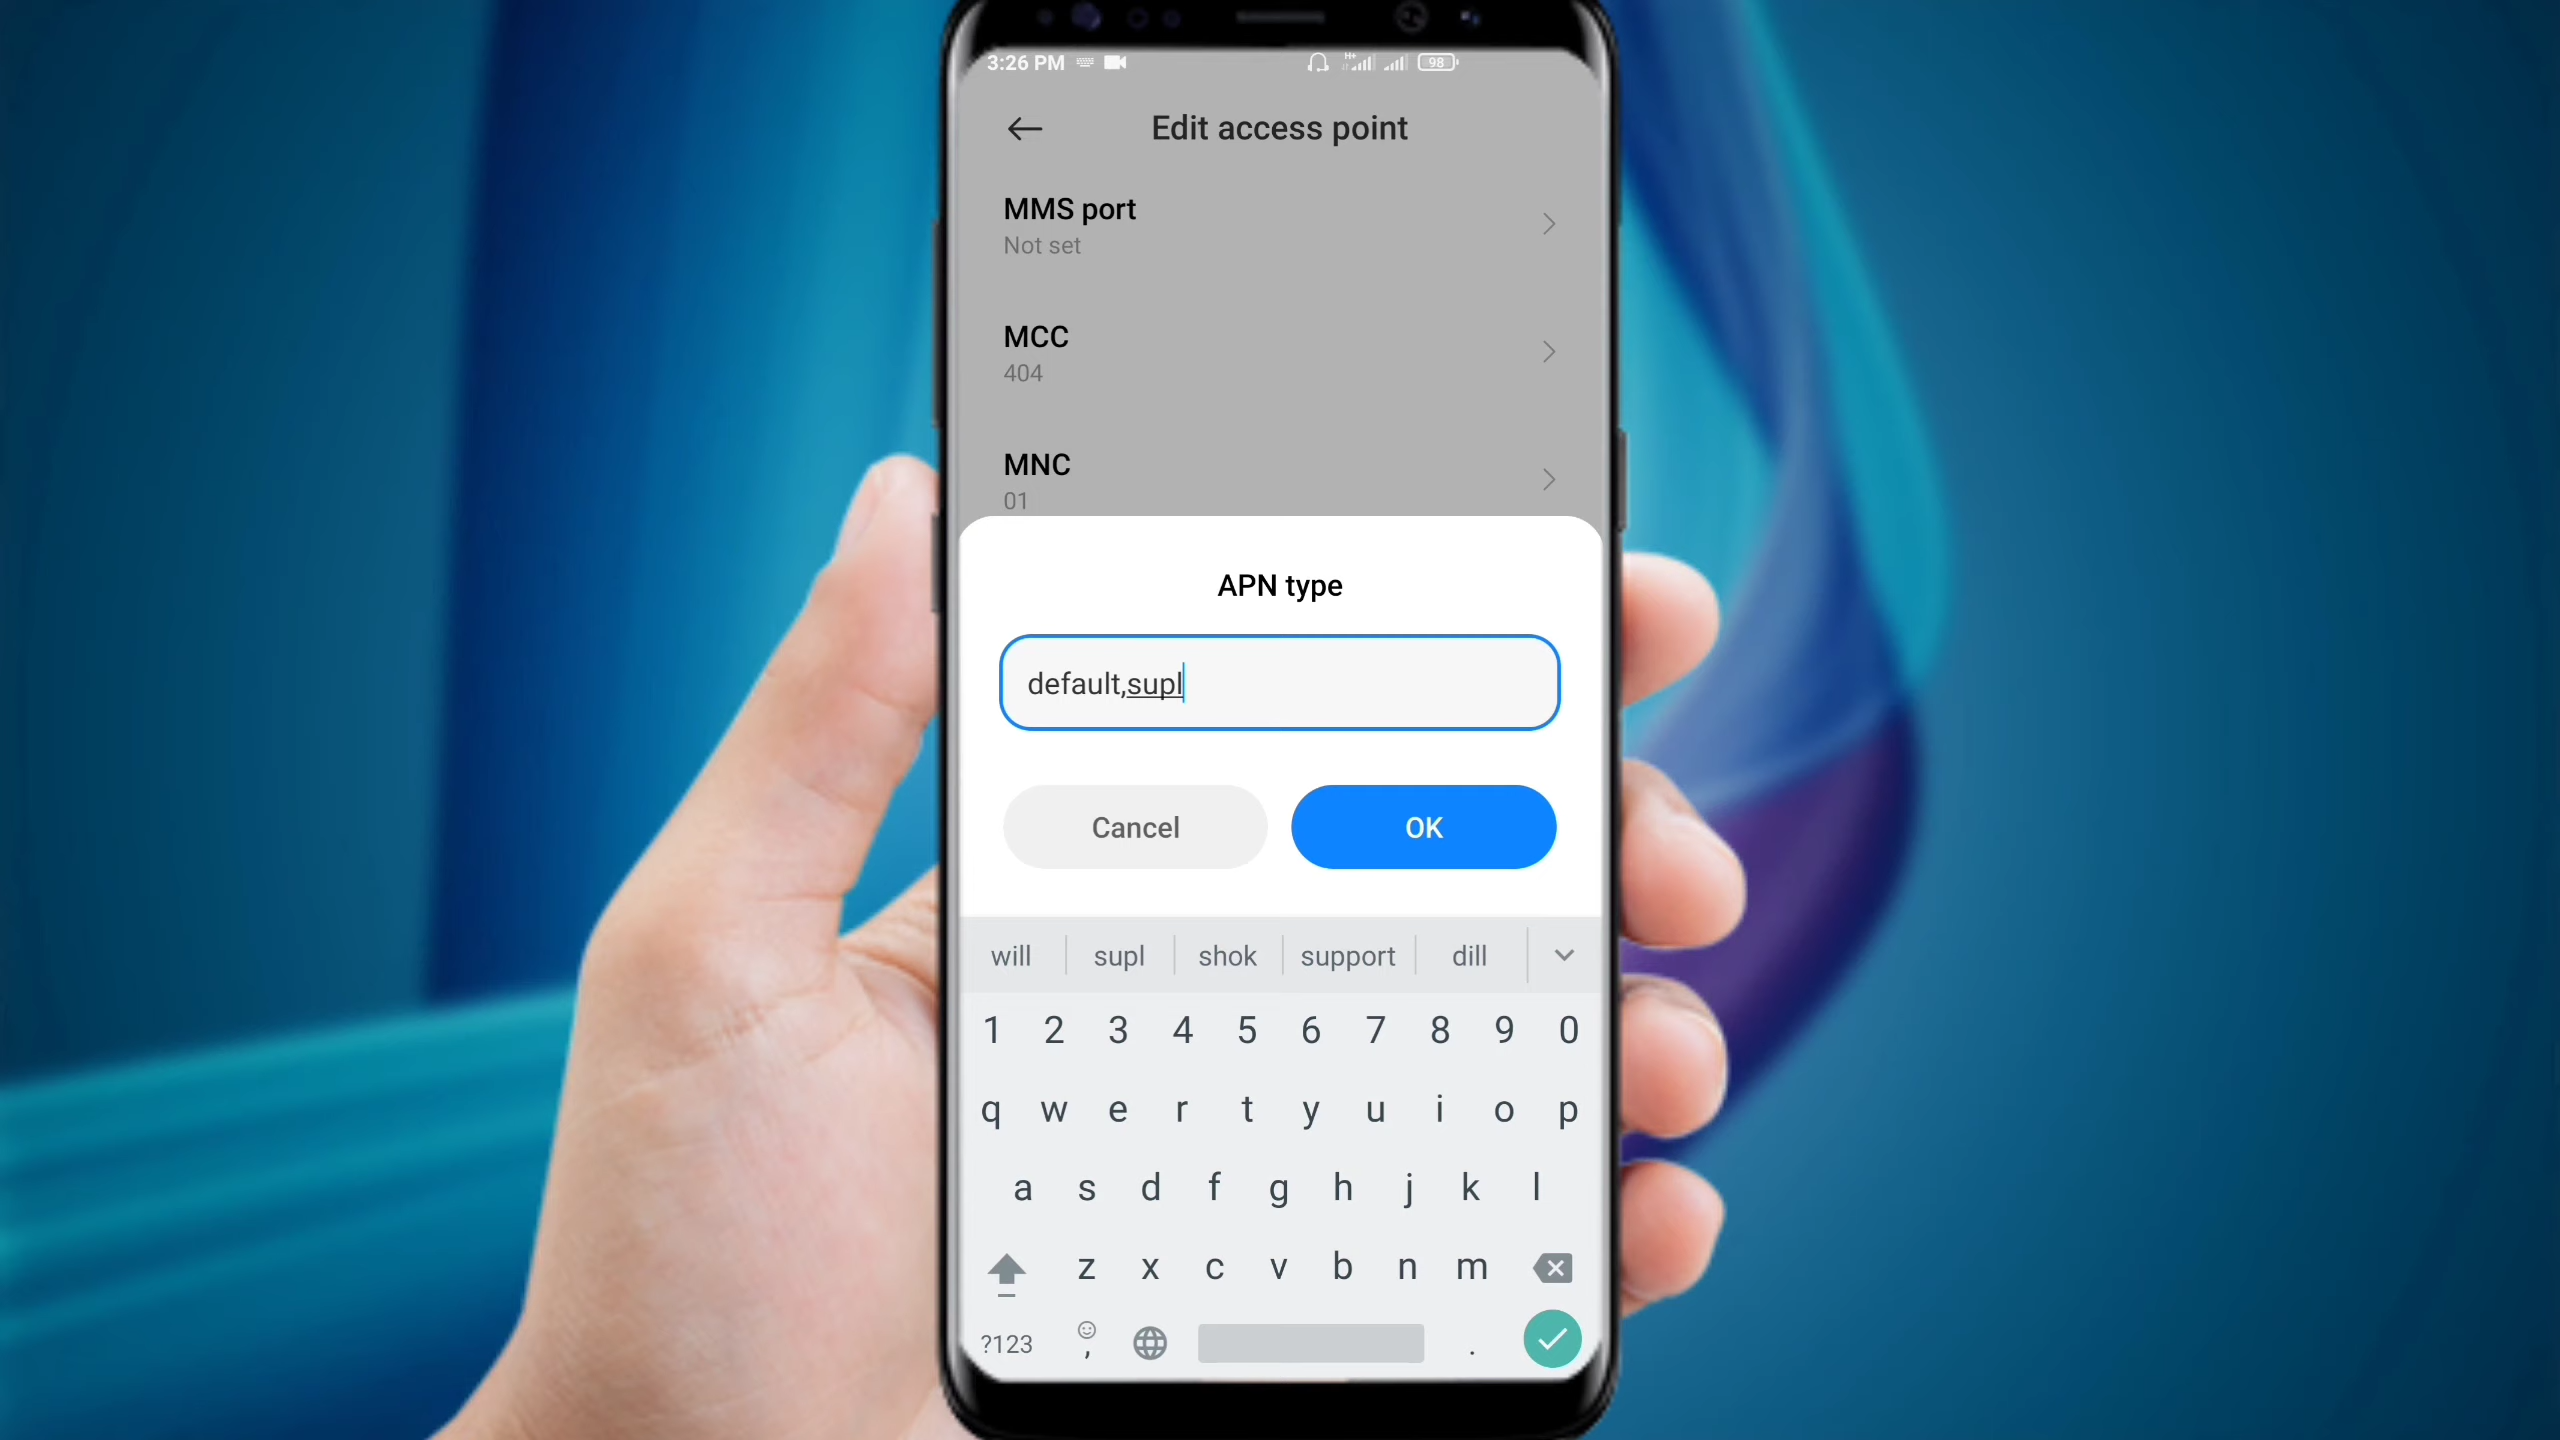 3:26 PM
H+
98
Edit access point
MMS port
Not set
MCC
404
MNC
01
APN type
default,supl
Cancel OK
will supl shok support dill
1 2 3 4 5 6 7 8 9 0
q w e r t y u i o p
a s d f g h j k l
z x c v b n m
?123 , .